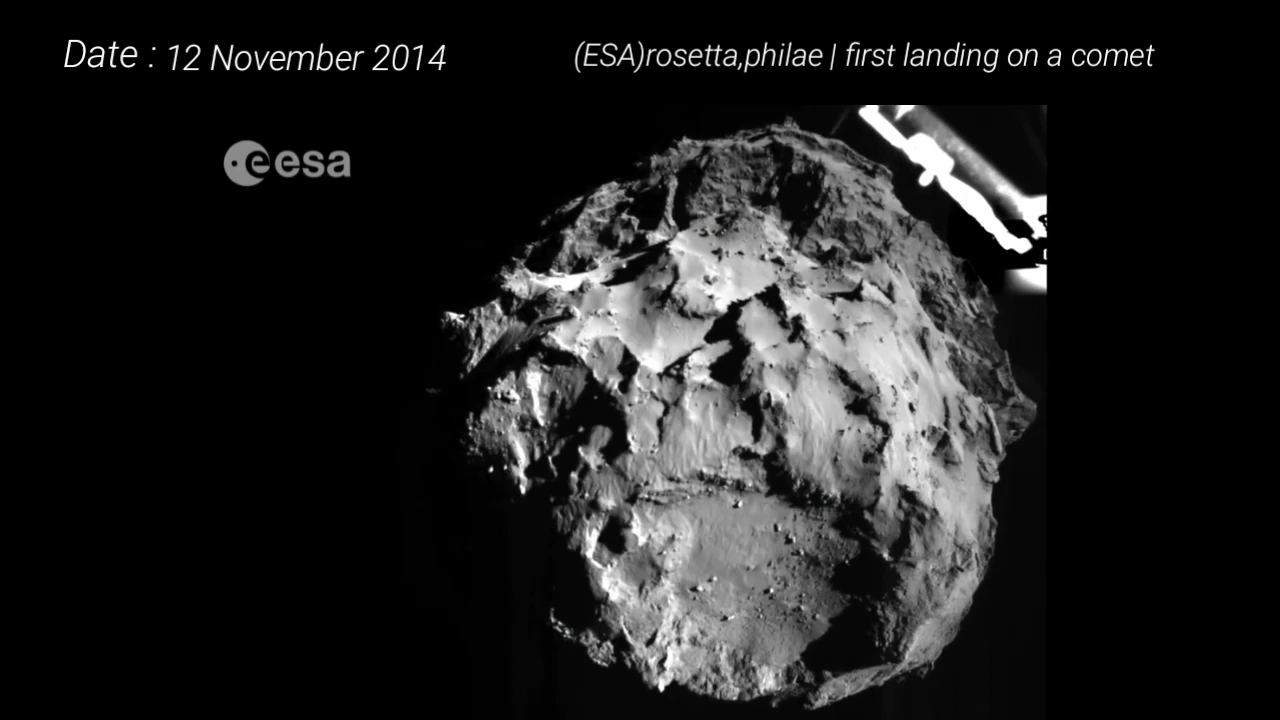 Date : 12 November 2014
(ESA)rosetta,philae | first landing on a comet
esa